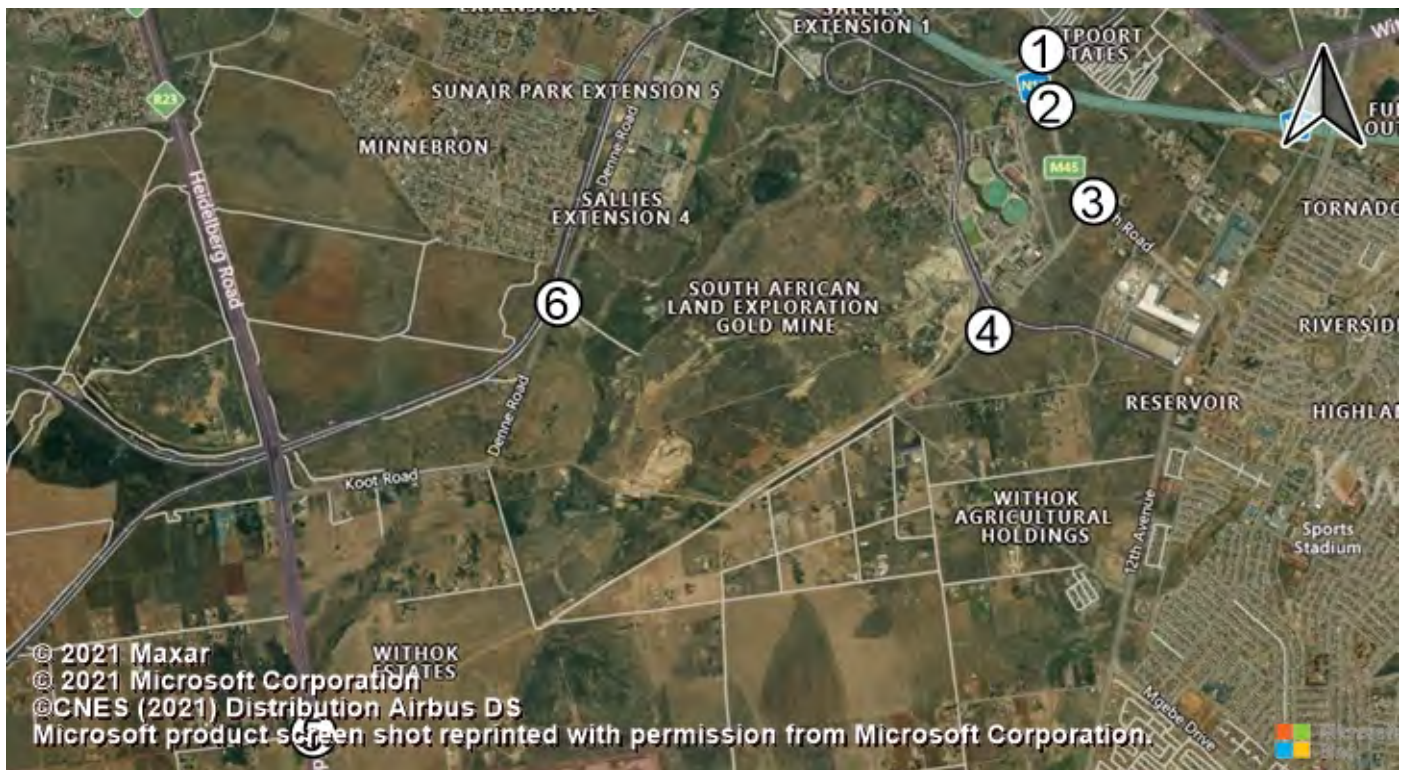 EXTENSION 2
SALLIES
EXTENSION 1
1
TPOORT
TATES
2
R23
SUNAIR PARK EXTENSION 5
MINNEBRON
Denne Road
M45
3
Road
TORNADO
SALLIES
EXTENSION 4
Heidelberg Road
6
SOUTH AFRICAN
LAND EXPLORATION
GOLD MINE
4
RIVERSIDE
RESERVOIR
HIGHLA
Denne Road
Koot Road
WITHOK
AGRICULTURAL
HOLDINGS
12th Avenue
Sports
Stadium
WITHOK
ESTATES
Mgebe Drive
© 2021 Maxar
© 2021 Microsoft Corporation
©CNES (2021) Distribution Airbus DS
Microsoft product screen shot reprinted with permission from Microsoft Corporation.